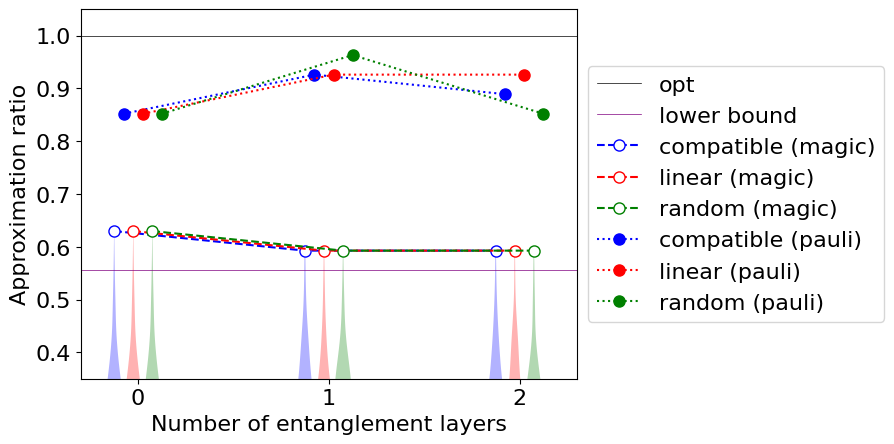 1.0
0.9
0.8
0.7
0.6
0.5
0.4
Approximation ratio
0 1 2
Number of entanglement layers
opt
lower bound
compatible (magic)
linear (magic)
random (magic)
compatible (pauli)
linear (pauli)
random (pauli)